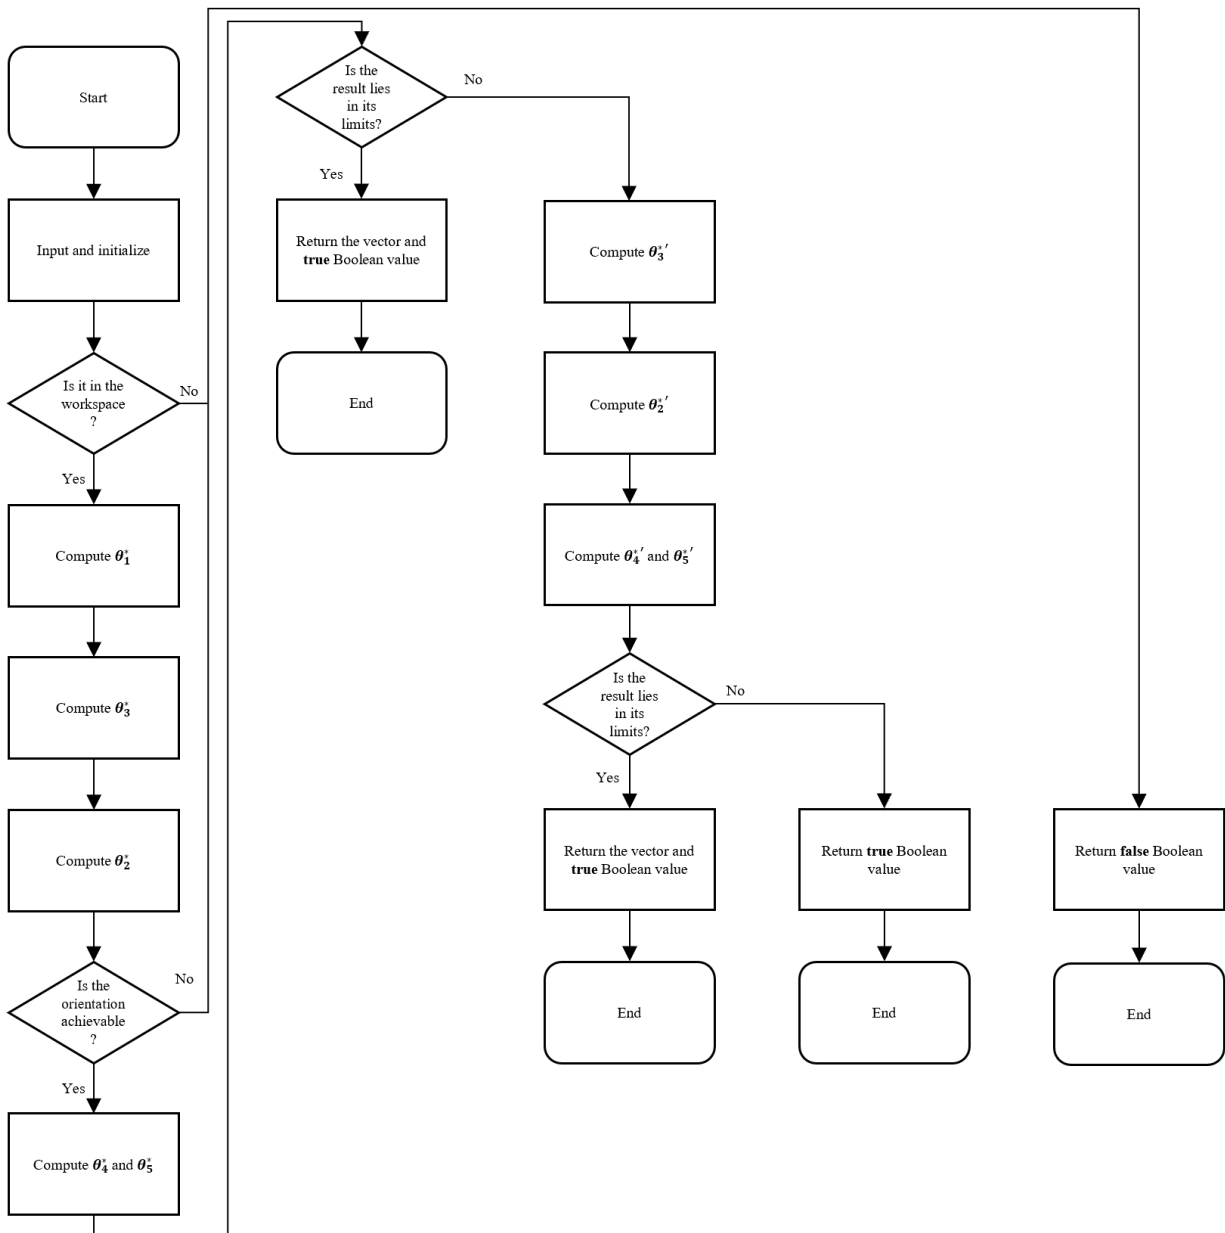 Start
Input and initialize
Is it in the
workspace
?
No
Yes
Compute θ₁*
Compute θ₃*
Compute θ₂*
Is the
orientation
achievable
?
No
Yes
Compute θ₄* and θ₅*
Is the
result lies
in its
limits?
No
Yes
Return the vector and
true Boolean value
End
Compute θ₃*′
Compute θ₂*′
Compute θ₄*′ and θ₅*′
Is the
result lies
in its
limits?
No
Yes
Return the vector and
true Boolean value
End
Return true Boolean
value
End
Return false Boolean
value
End